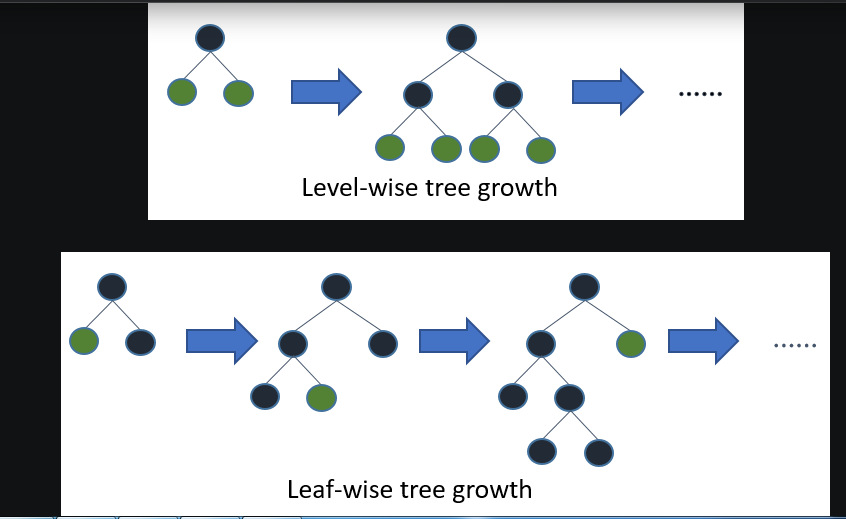 ......
Level-wise tree growth
......
Leaf-wise tree growth